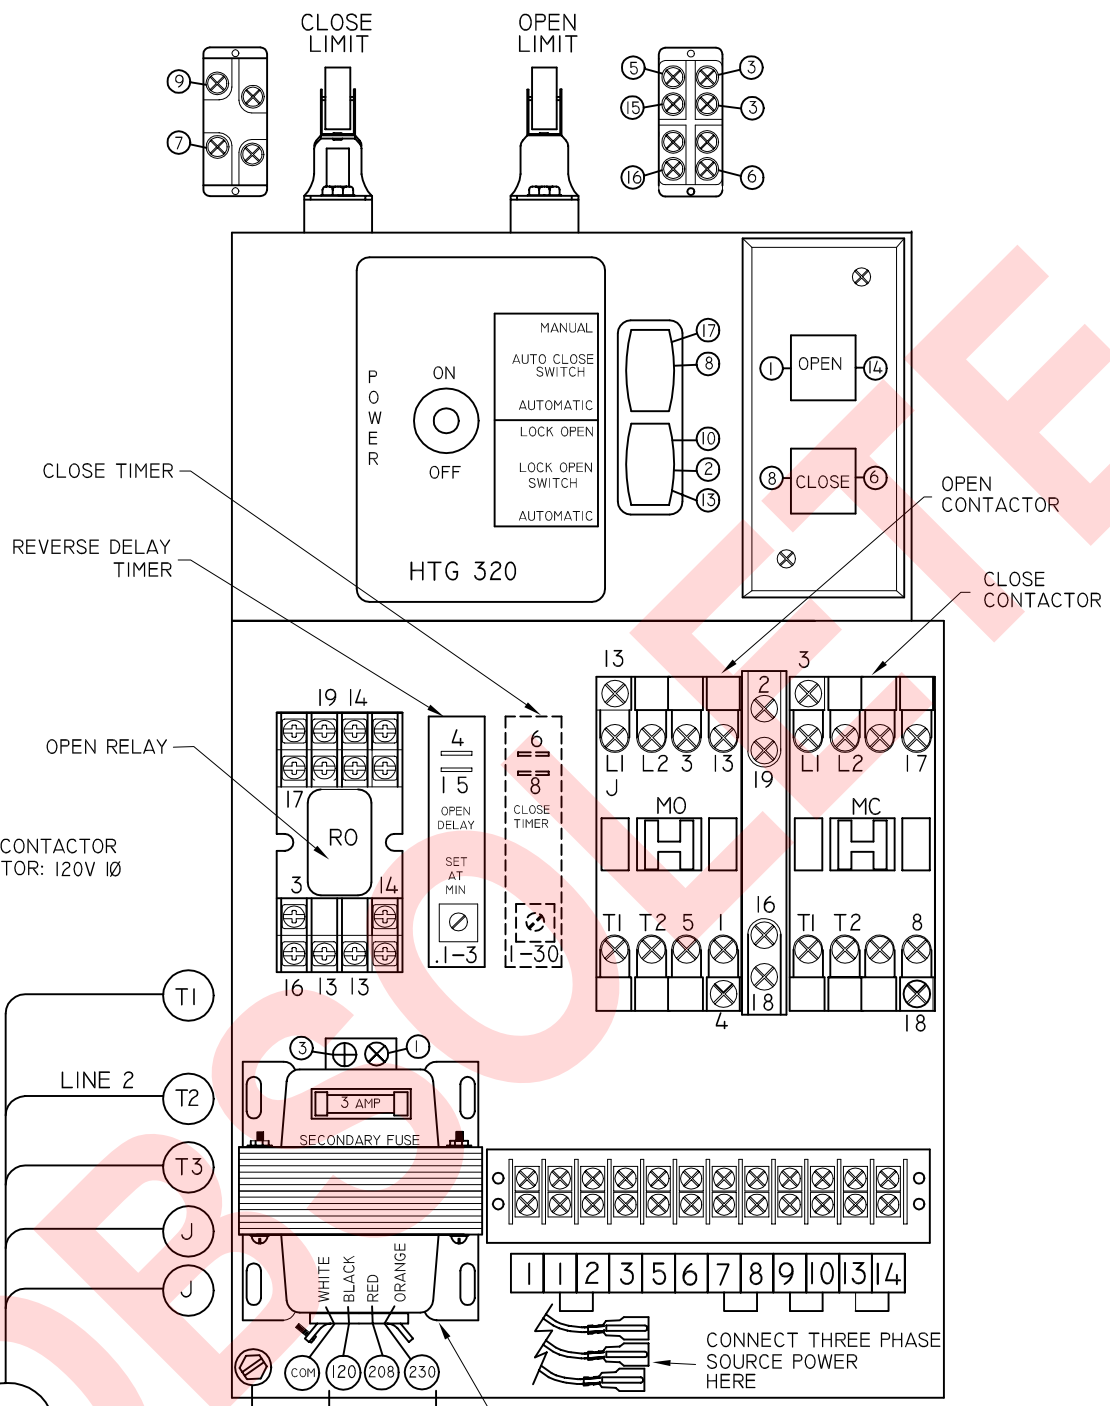 CLOSE
LIMIT
OPEN
LIMIT
9
7
5
3
15
3
16
6
MANUAL
AUTO CLOSE
SWITCH
AUTOMATIC
LOCK OPEN
LOCK OPEN
SWITCH
AUTOMATIC
POWER
ON
OFF
HTG 320
17
8
10
2
13
1
OPEN
14
8
CLOSE
6
CLOSE TIMER
REVERSE DELAY
TIMER
OPEN RELAY
OPEN
CONTACTOR
CLOSE
CONTACTOR
CONTACTOR
TOR: 120V 1Ø
19 14
17
RO
3
14
16 13 13
4
15
OPEN
DELAY
SET
AT
MIN
.1-3
6
8
CLOSE
TIMER
1-30
13
L1 L2 3 13
J
MO
T1 T2 5 1
4
2
19
16
18
3
L1 L2 17
MC
T1 T2 8
18
T1
LINE 2
T2
T3
J
J
3
1
3 AMP
SECONDARY FUSE
WHITE
BLACK
RED
ORANGE
COM
120
208
230
1 1 2 3 5 6 7 8 9 10 13 14
CONNECT THREE PHASE
SOURCE POWER
HERE
OBSOLETE